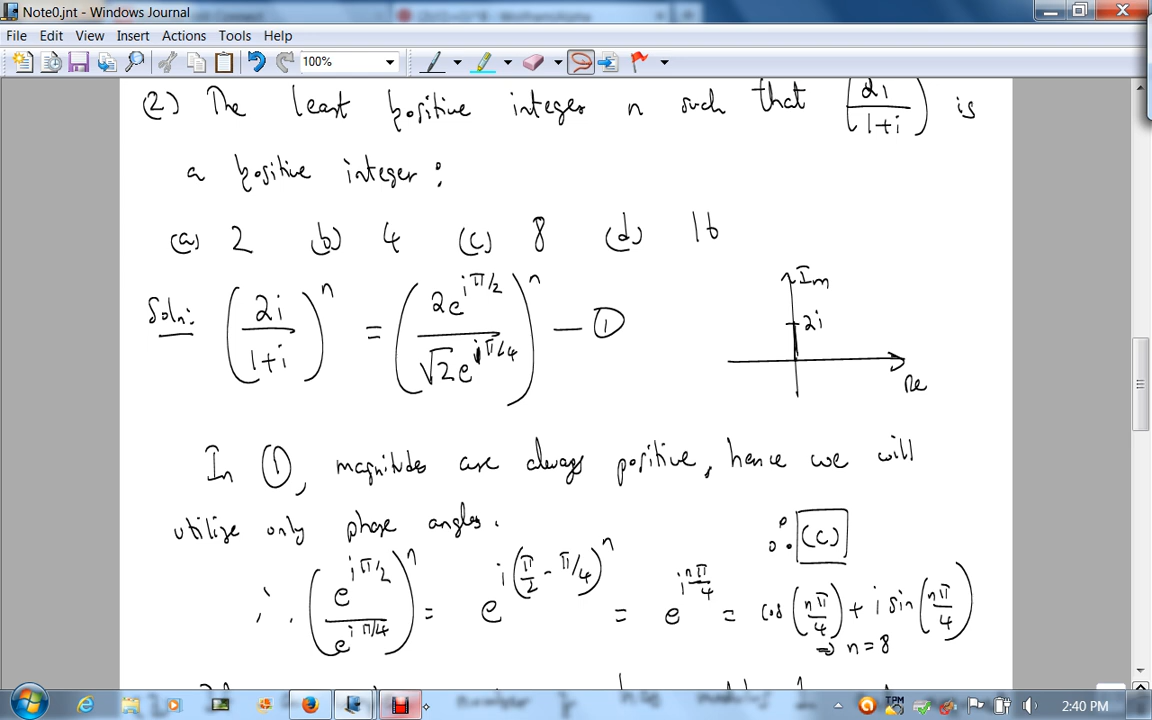 Note0.jnt - Windows Journal
File Edit View Insert Actions Tools Help
100%
(2) The least positive integer n such that (2i/1+i) is
a positive integer:
(a) 2 (b) 4 (c) 8 (d) 16
Soln: (2i/1+i)^n = (2e^{iπ/2}/√2e^{iπ/4})^n — ①
Im
2i
Re
In ①, magnitudes are always positive, hence we will
utilize only phase angles.
∴ (c)
∴ (e^{iπ/2}/e^{iπ/4})^n = e^{i(π/2 - π/4)^n} = e^{i nπ/4} = cos(nπ/4) + i sin(nπ/4)
⇒ n = 8
2:40 PM